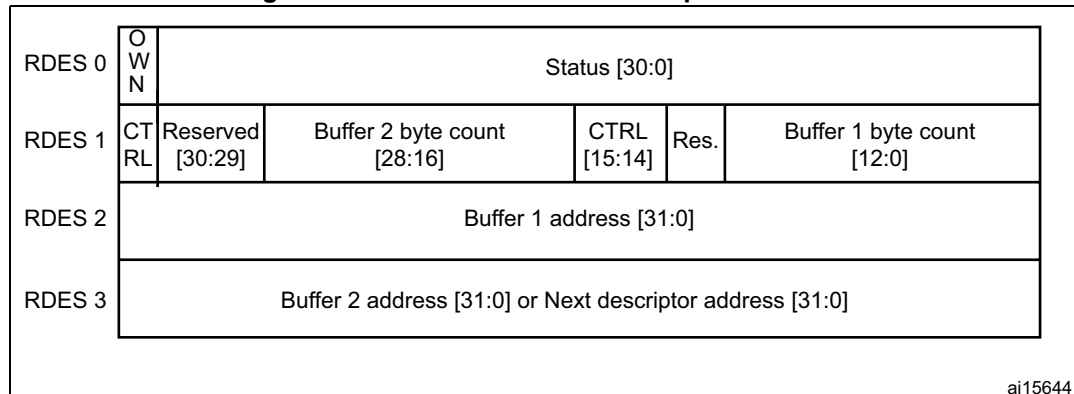 RDES 0
O
W
N
Status [30:0]
RDES 1
CT
RL
Reserved
[30:29]
Buffer 2 byte count
[28:16]
CTRL
[15:14]
Res.
Buffer 1 byte count
[12:0]
RDES 2
Buffer 1 address [31:0]
RDES 3
Buffer 2 address [31:0] or Next descriptor address [31:0]
ai15644